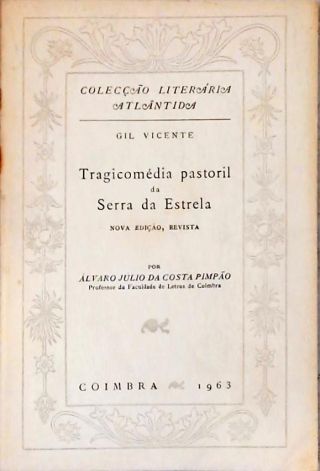 COLECÇÃO LITERÁRIA
ATLÂNTIDA
GIL VICENTE
Tragicomédia pastoril
da
Serra da Estrela
NOVA EDIÇÃO, REVISTA
POR
ÁLVARO JULIO DA COSTA PIMPÃO
Professor da Faculdade de Letras de Coimbra
COIMBRA 1963